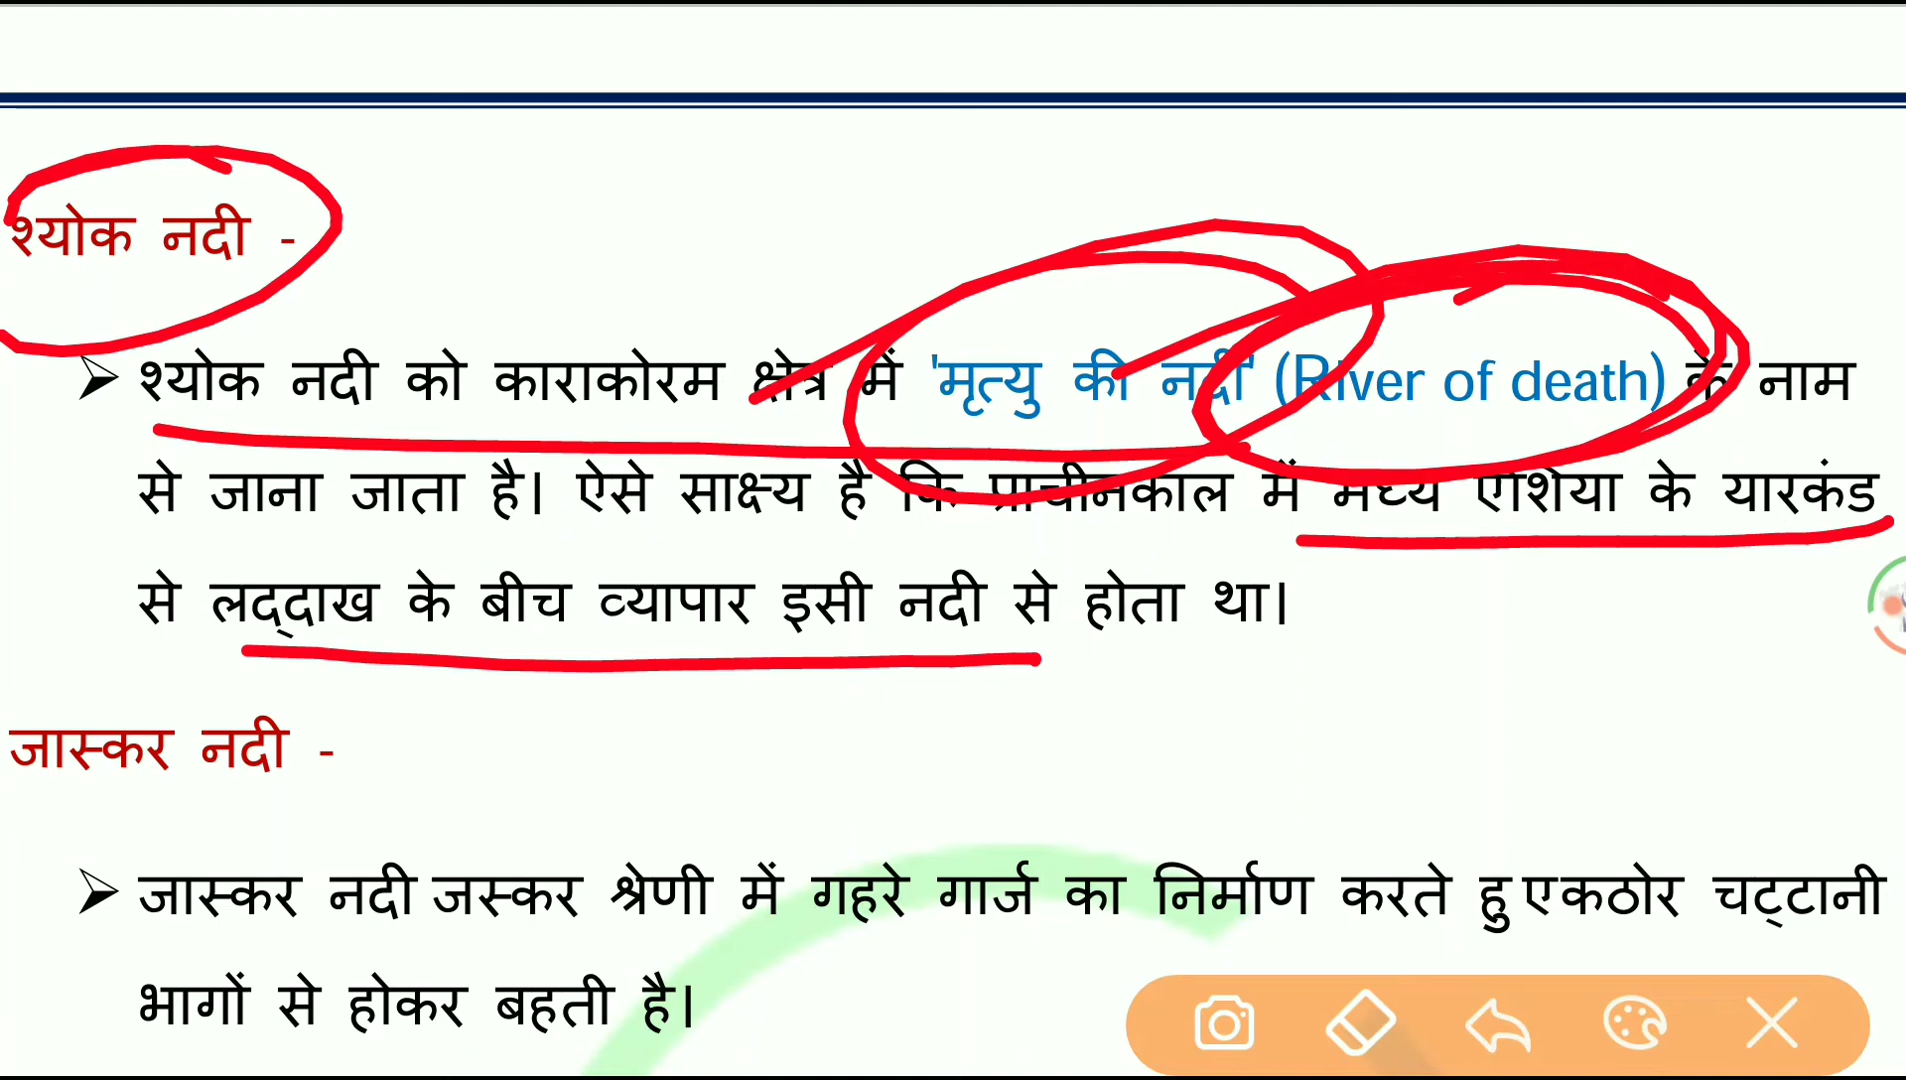 श्योक नदी -
श्योक नदी को काराकोरम क्षेत्र में 'मृत्यु की नदी' (River of death) के नाम
से जाना जाता है। ऐसे साक्ष्य है कि प्राचीनकाल में मध्य एशिया के यारकंड
से लद्दाख के बीच व्यापार इसी नदी से होता था।
जास्कर नदी -
जास्कर नदी जस्कर श्रेणी में गहरे गार्ज का निर्माण करते हुए कठोर चट्टानी
भागों से होकर बहती है।